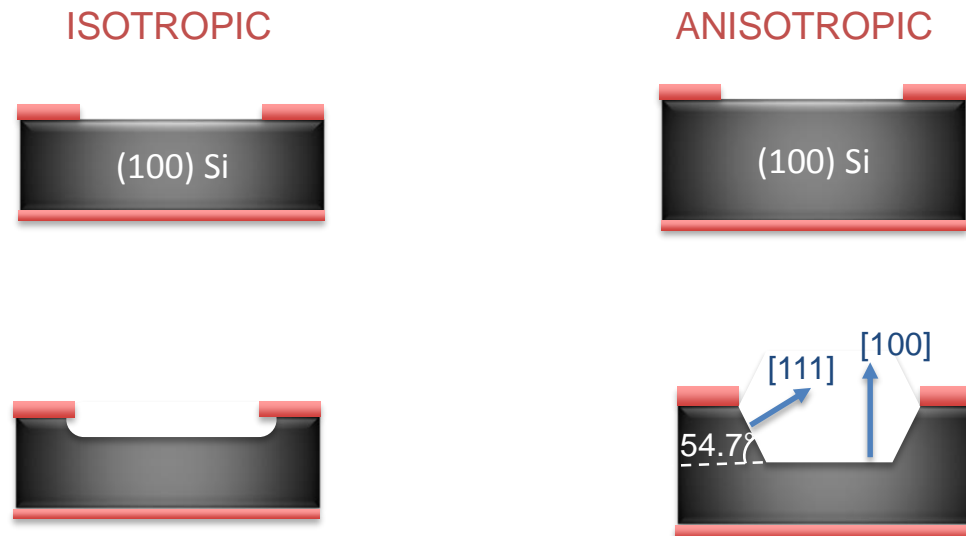 ISOTROPIC
ANISOTROPIC
(100) Si
(100) Si
[111]
[100]
54.7°